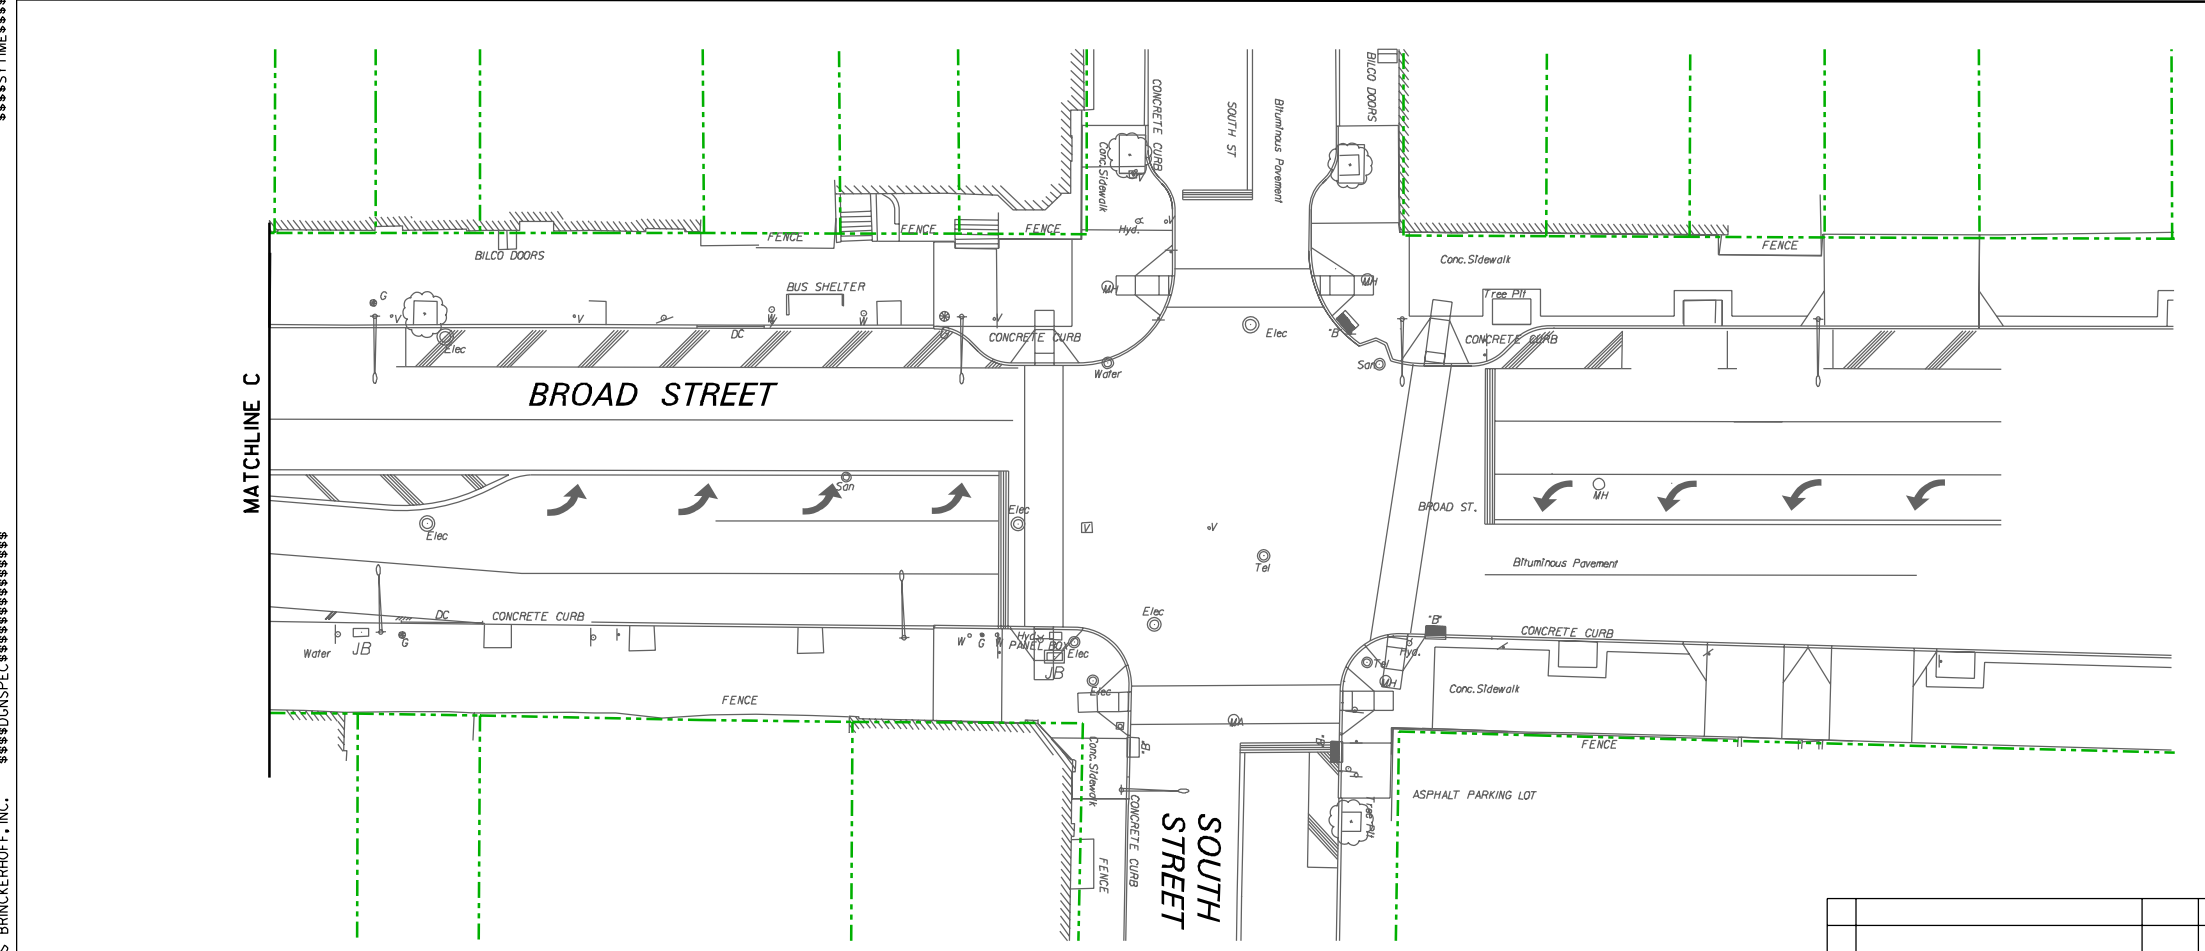 $$$$SYTIME$$$$
BILCO DOORS
CONCRETE CURB
SOUTH ST
Bituminous Pavement
Conc.Sidewalk
V
Hyd.
V
FENCE
FENCE
FENCE
BILCO DOORS
FENCE
Conc.Sidewalk
BUS SHELTER
MH
MH
G
V
V
W
W
V
Tree Pit
Elec
DC
CONCRETE CURB
Elec
"B"
CONCRETE CURB
Water
San
BROAD STREET
MATCHLINE C
San
MH
Elec
BROAD ST.
Elec
V
V
Tel
Bituminous Pavement
Elec
DC
CONCRETE CURB
"B"
CONCRETE CURB
Water
JB
G
W
G
W
Hyd.
PANEL BOX
Elec
JB
Hyd.
Tel
Elec
MH
Conc.Sidewalk
FENCE
"B"
"B"
FENCE
Conc.Sidewalk
CONCRETE CURB
FENCE
Tree Pit
ASPHALT PARKING LOT
SOUTH
STREET
$$$$DGNSPEC$$$$$$$$$$$$$$$$
BRINCKERHOFF, INC.